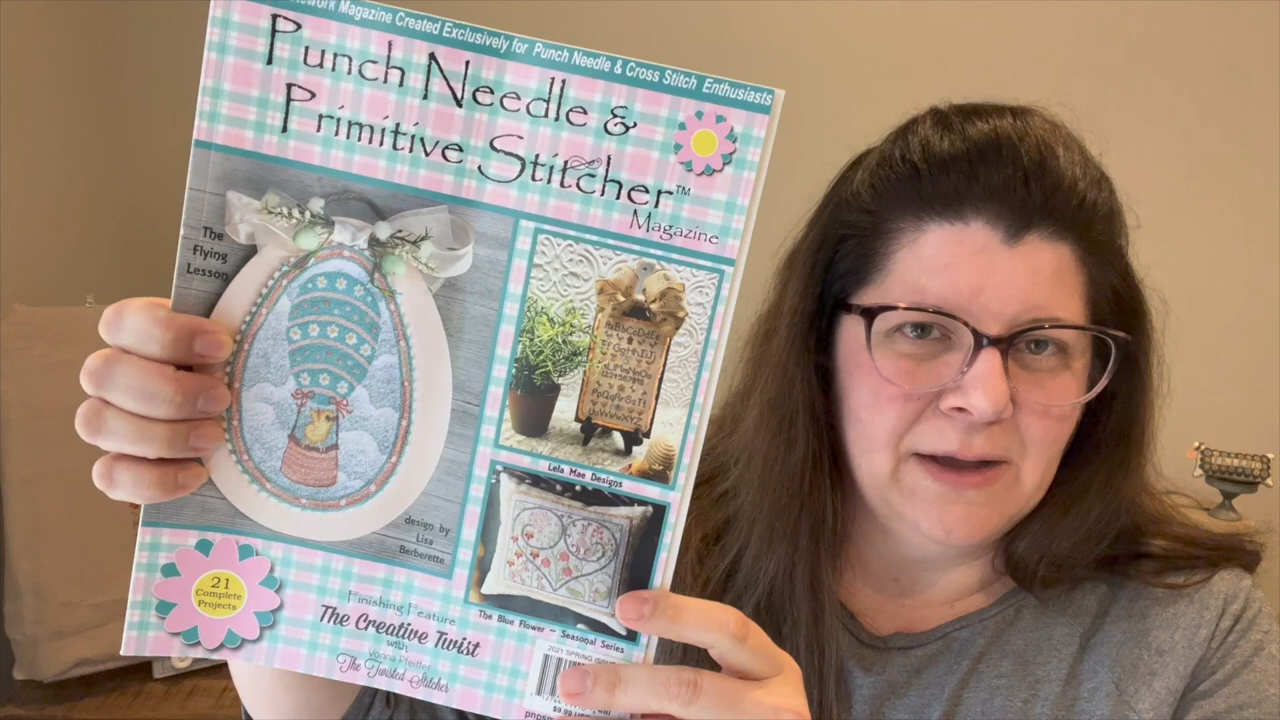 Magazine Created Exclusively for Punch Needle & Cross Stitch Enthusiasts
Punch Needle &
Primitive Stitcher™
Magazine
The
Flying
Lesson
AaBbCcDdEe
Lela Mae Designs
design by
Lisa
Berberette
The Blue Flower ~ Seasonal Series
21
Complete
Projects
Finishing Feature
The Creative Twist
with
Vonna Pfeiffer
The Twisted Stitcher
2021 SPRING ISSUE
$9.99